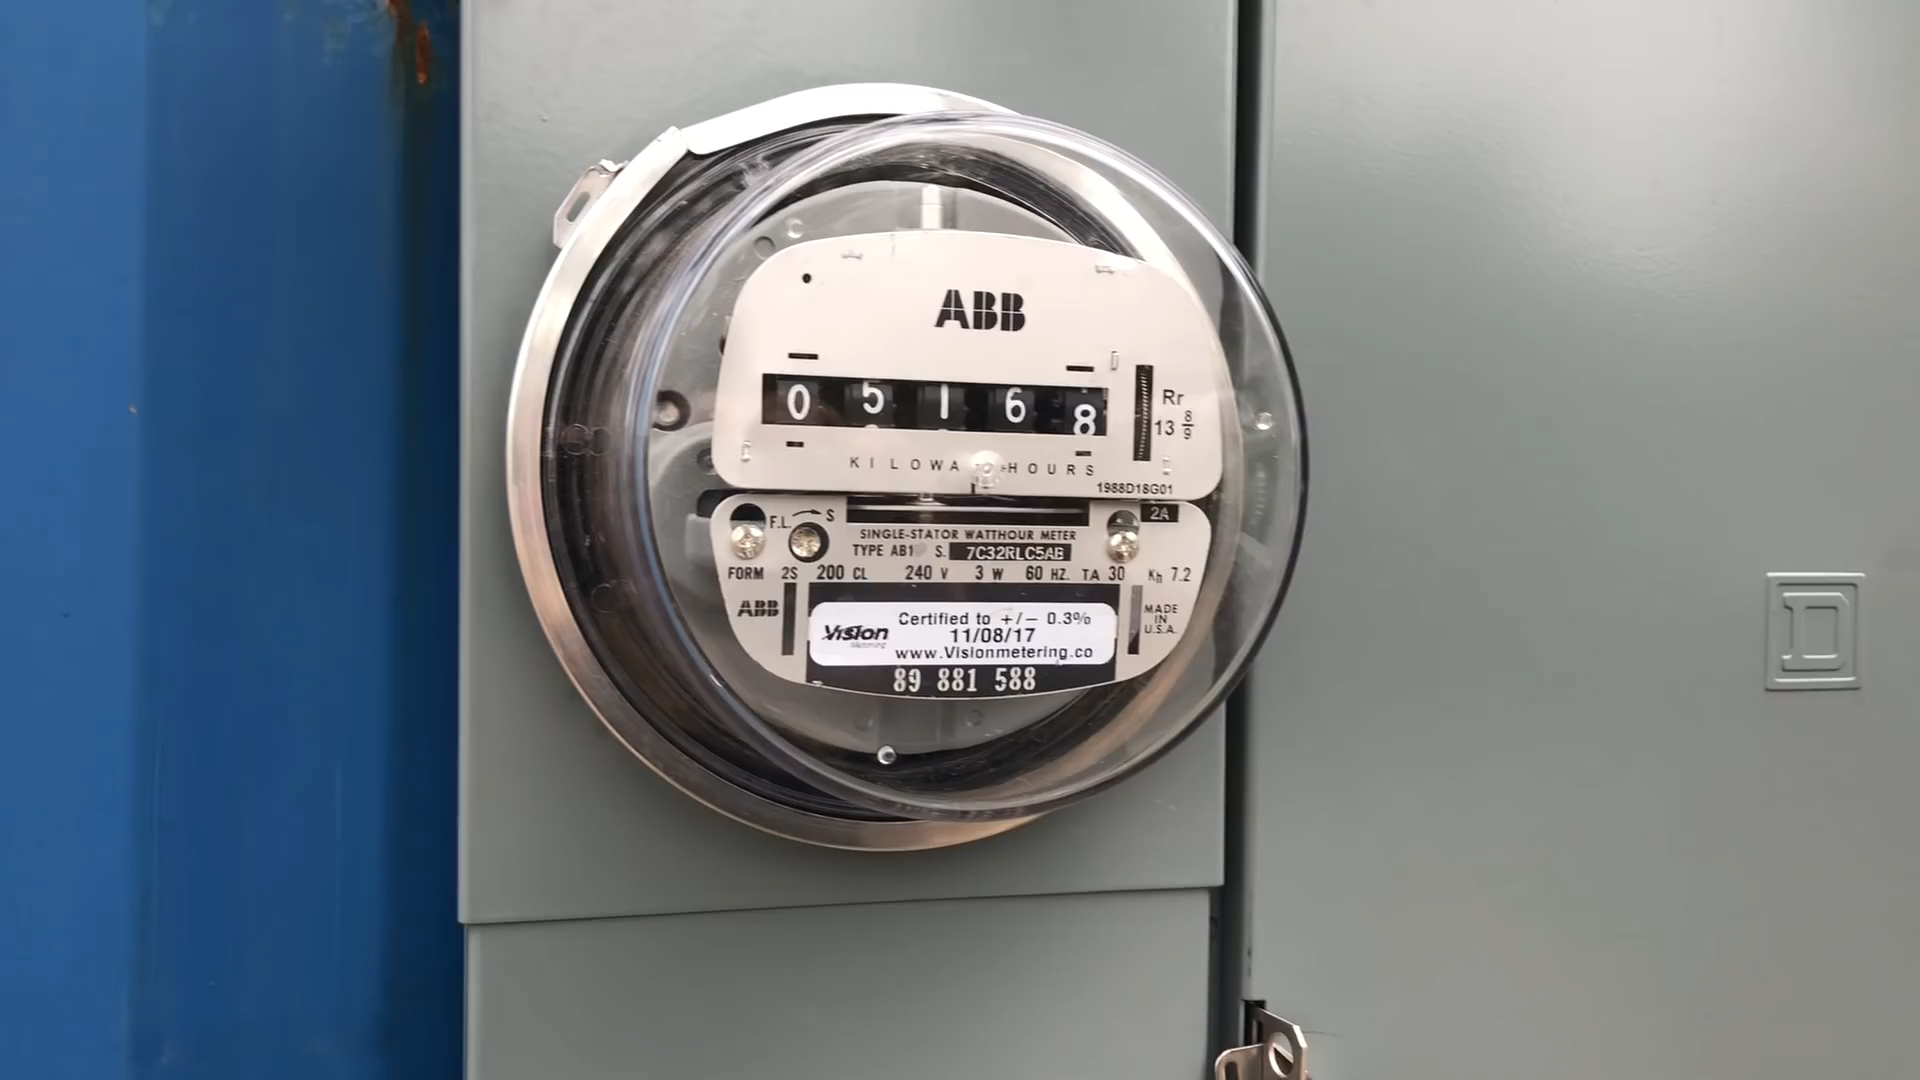 ABB
0 5 1 6 8
Rr
13 8/9
KILOWA HOURS
1988D18G01
2A
F.L. S
SINGLE-STATOR WATTHOUR METER
TYPE AB1 S. 7C32RLC5AB
FORM 2S 200 CL 240 V 3 W 60 HZ. TA 30 Kh 7.2
ABB
MADE
IN
U.S.A.
Vision
Certified to +/- 0.3%
11/08/17
www.Visionmetering.co
89 881 588